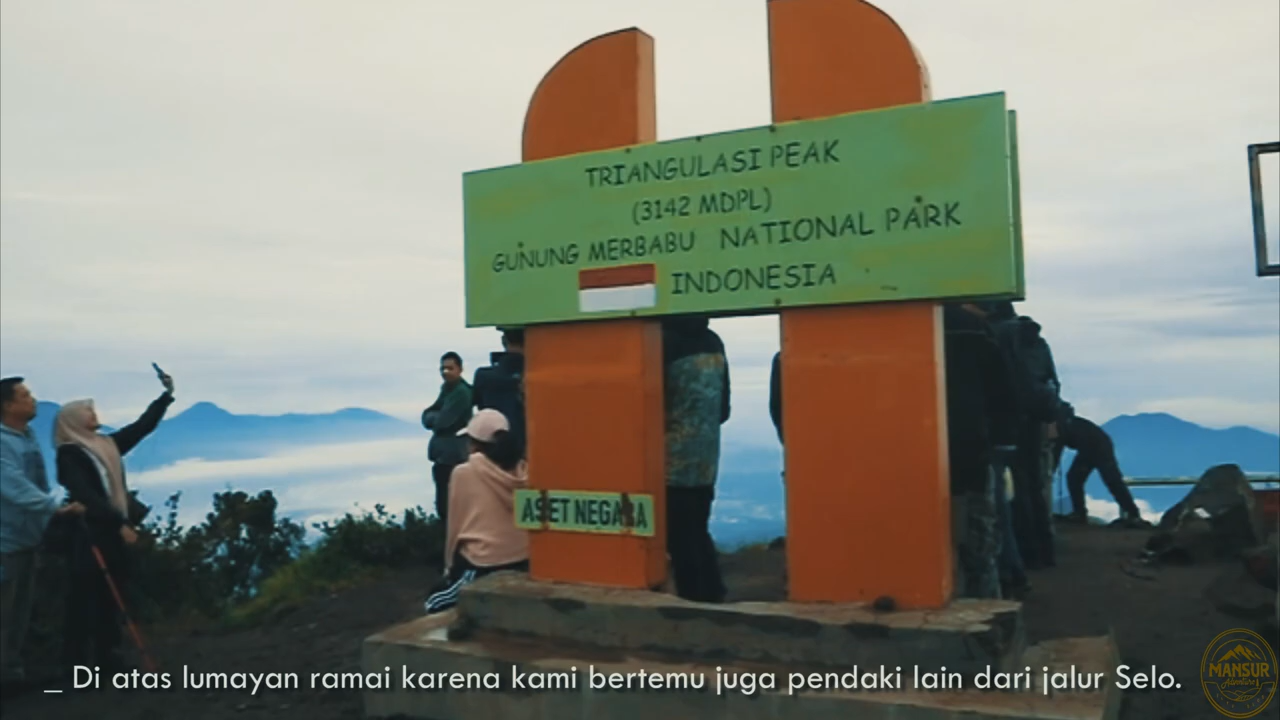 TRIANGULASI PEAK
(3142 MDPL)
GUNUNG MERBABU NATIONAL PARK
INDONESIA
ASET NEGARA
_ Di atas lumayan ramai karena kami bertemu juga pendaki lain dari jalur Selo.
MANSUR
Adventure